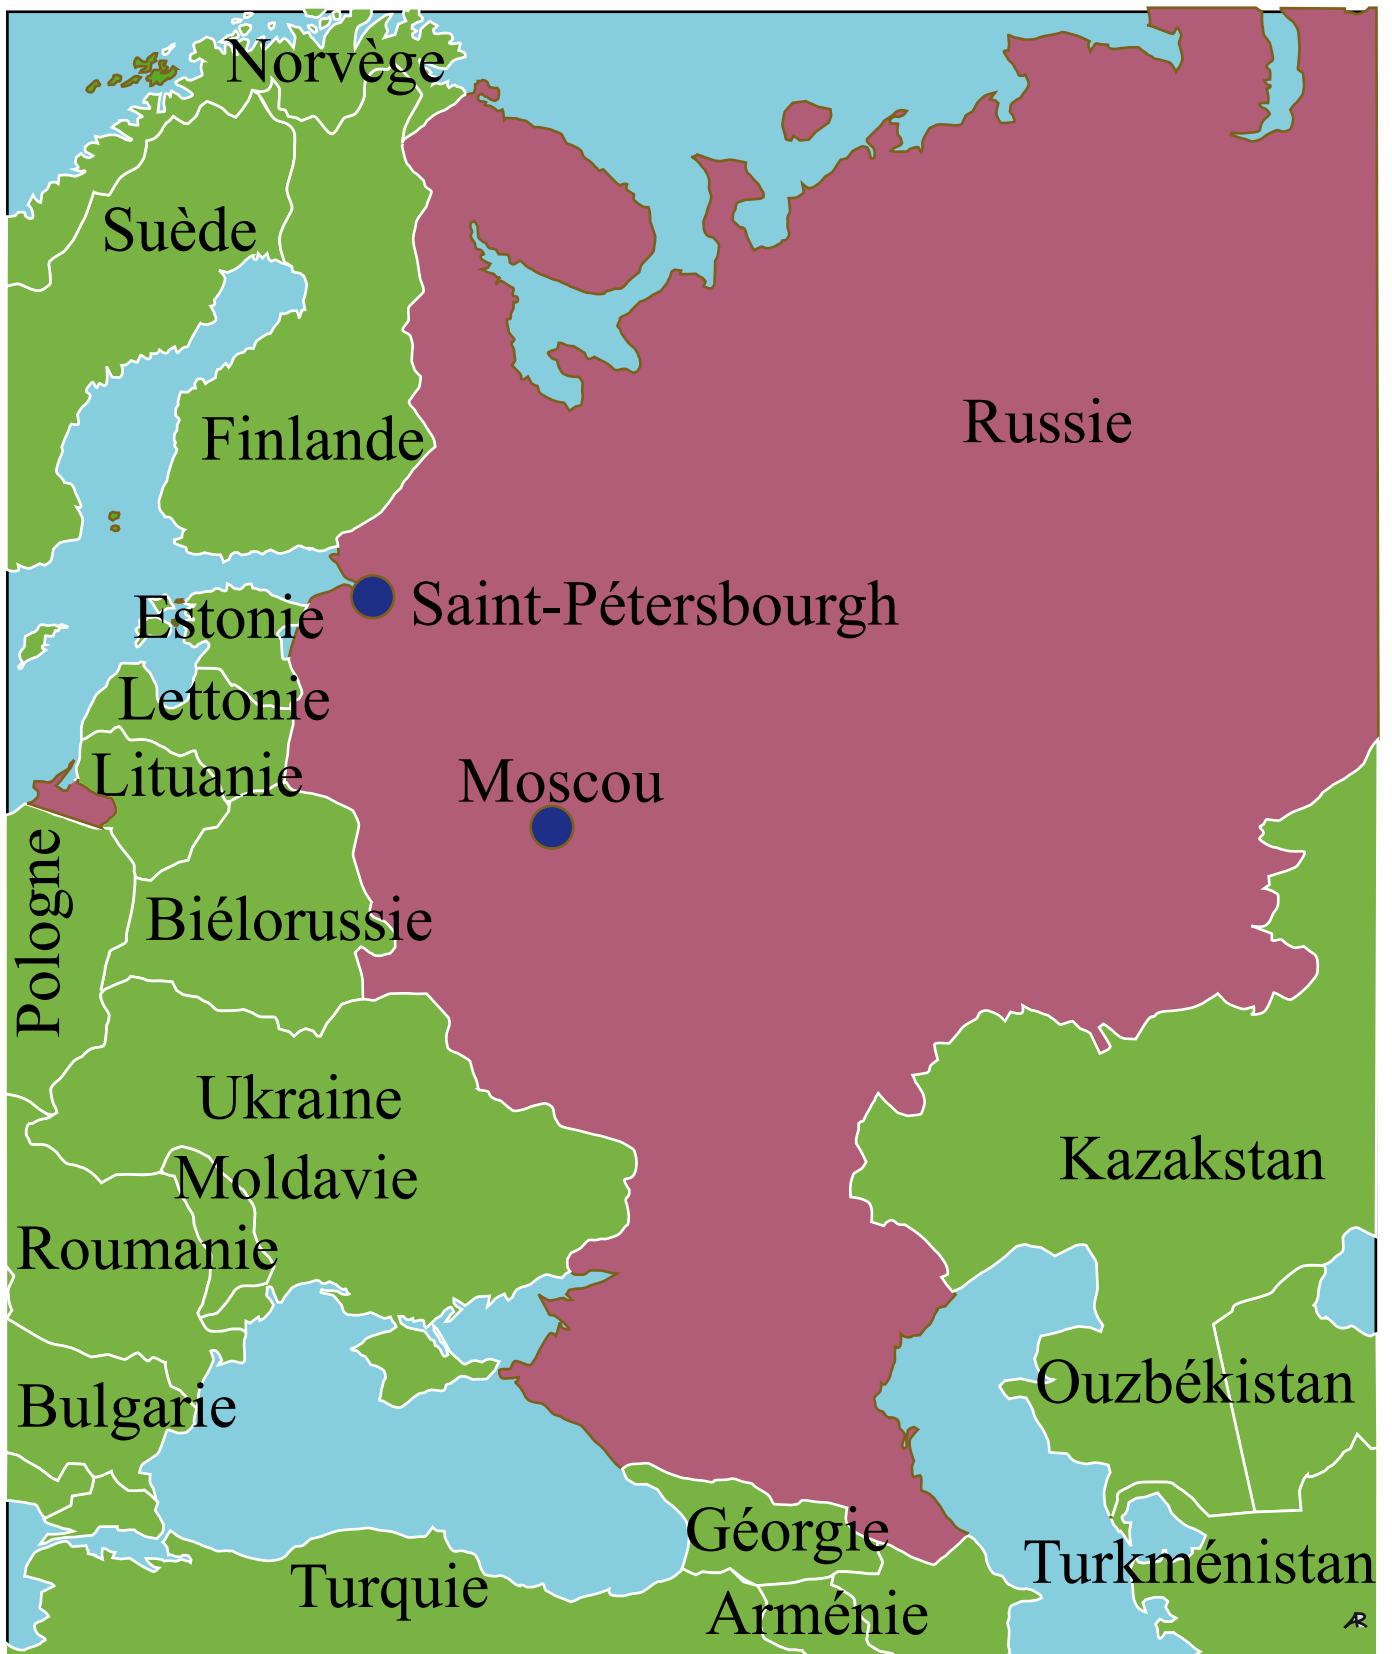 Norvège
Suède
Russie
Finlande
Saint-Pétersbourgh
Estonie
Lettonie
Lituanie
Moscou
Pologne
Biélorussie
Ukraine
Moldavie
Kazakstan
Roumanie
Ouzbékistan
Bulgarie
Géorgie
Turkménistan
Turquie
Arménie
AR